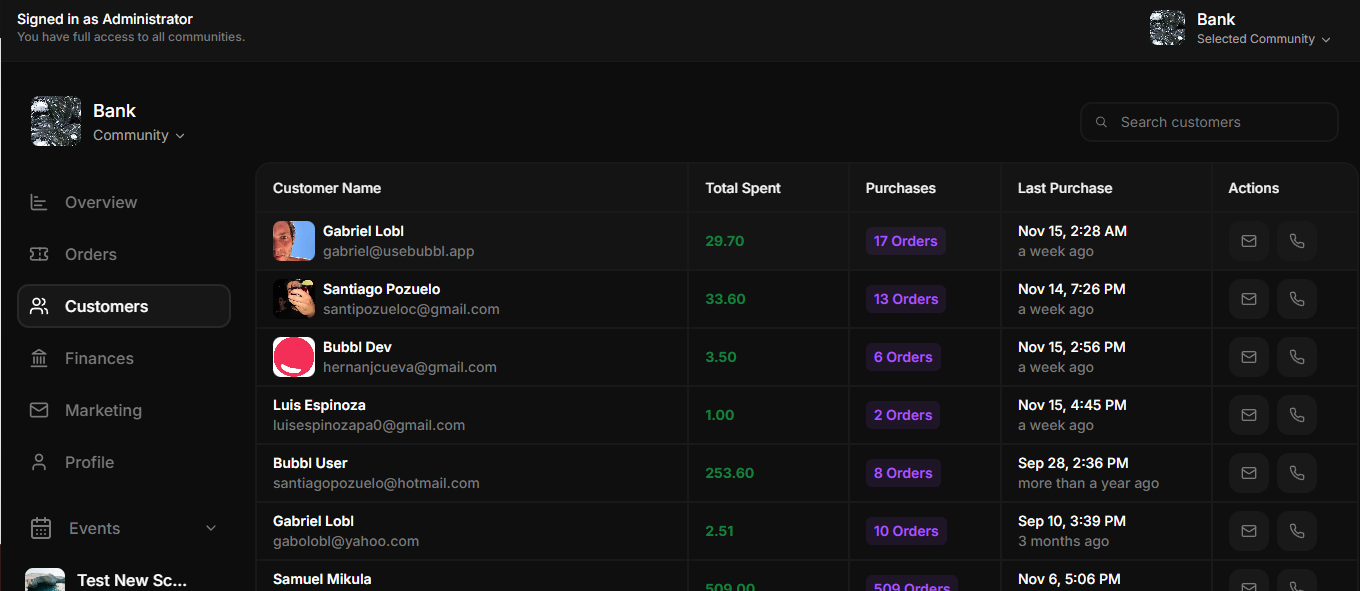 Signed in as Administrator
You have full access to all communities.
Bank
Selected Community
Bank
Community
Search customers
Overview
Orders
Customers
Finances
Marketing
Profile
Events
Test New Sc...
Customer Name Total Spent Purchases Last Purchase Actions
Gabriel Lobl
gabriel@usebubbl.app
29.70
17 Orders
Nov 15, 2:28 AM
a week ago
Santiago Pozuelo
santipozueloc@gmail.com
33.60
13 Orders
Nov 14, 7:26 PM
a week ago
Bubbl Dev
hernanjcueva@gmail.com
3.50
6 Orders
Nov 15, 2:56 PM
a week ago
Luis Espinoza
luisespinozapa0@gmail.com
1.00
2 Orders
Nov 15, 4:45 PM
a week ago
Bubbl User
santiagopozuelo@hotmail.com
253.60
8 Orders
Sep 28, 2:36 PM
more than a year ago
Gabriel Lobl
gabolobl@yahoo.com
2.51
10 Orders
Sep 10, 3:39 PM
3 months ago
Samuel Mikula
509.00
509 Orders
Nov 6, 5:06 PM